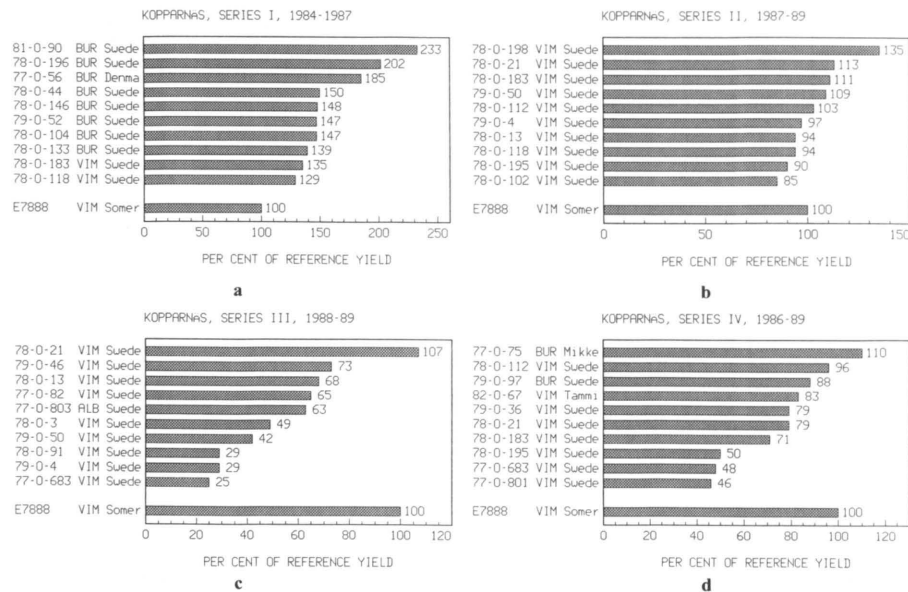 KOPPARNäS, SERIES I, 1984-1987
81-0-90 BUR Suede 233
78-0-196 BUR Suede 202
77-0-56 BUR Denma 185
78-0-44 BUR Suede 150
78-0-146 BUR Suede 148
79-0-52 BUR Suede 147
78-0-104 BUR Suede 147
78-0-133 BUR Suede 139
78-0-183 VIM Suede 135
78-0-118 VIM Suede 129
E7888 VIM Somer 100
0 50 100 150 200 250
PER CENT OF REFERENCE YIELD
a
KOPPARNäS, SERIES II, 1987-89
78-0-198 VIM Suede 135
78-0-21 VIM Suede 113
78-0-183 VIM Suede 111
79-0-50 VIM Suede 109
78-0-112 VIM Suede 103
79-0-4 VIM Suede 97
78-0-13 VIM Suede 94
78-0-118 VIM Suede 94
78-0-195 VIM Suede 90
78-0-102 VIM Suede 85
E7888 VIM Somer 100
0 50 100 150
PER CENT OF REFERENCE YIELD
b
KOPPARNäS, SERIES III, 1988-89
78-0-21 VIM Suede 107
79-0-46 VIM Suede 73
78-0-13 VIM Suede 68
77-0-82 VIM Suede 65
77-0-803 ALB Suede 63
78-0-3 VIM Suede 49
79-0-50 VIM Suede 42
78-0-91 VIM Suede 29
79-0-4 VIM Suede 29
77-0-683 VIM Suede 25
E7888 VIM Somer 100
0 20 40 60 80 100 120
PER CENT OF REFERENCE YIELD
c
KOPPARNäS, SERIES IV, 1986-89
77-0-75 BUR Mikke 110
78-0-112 VIM Suede 96
79-0-97 BUR Suede 88
82-0-67 VIM Tammi 83
79-0-36 VIM Suede 79
78-0-21 VIM Suede 79
78-0-183 VIM Suede 71
78-0-195 VIM Suede 50
77-0-683 VIM Suede 48
77-0-801 VIM Suede 46
E7888 VIM Somer 100
0 20 40 60 80 100 120
PER CENT OF REFERENCE YIELD
d